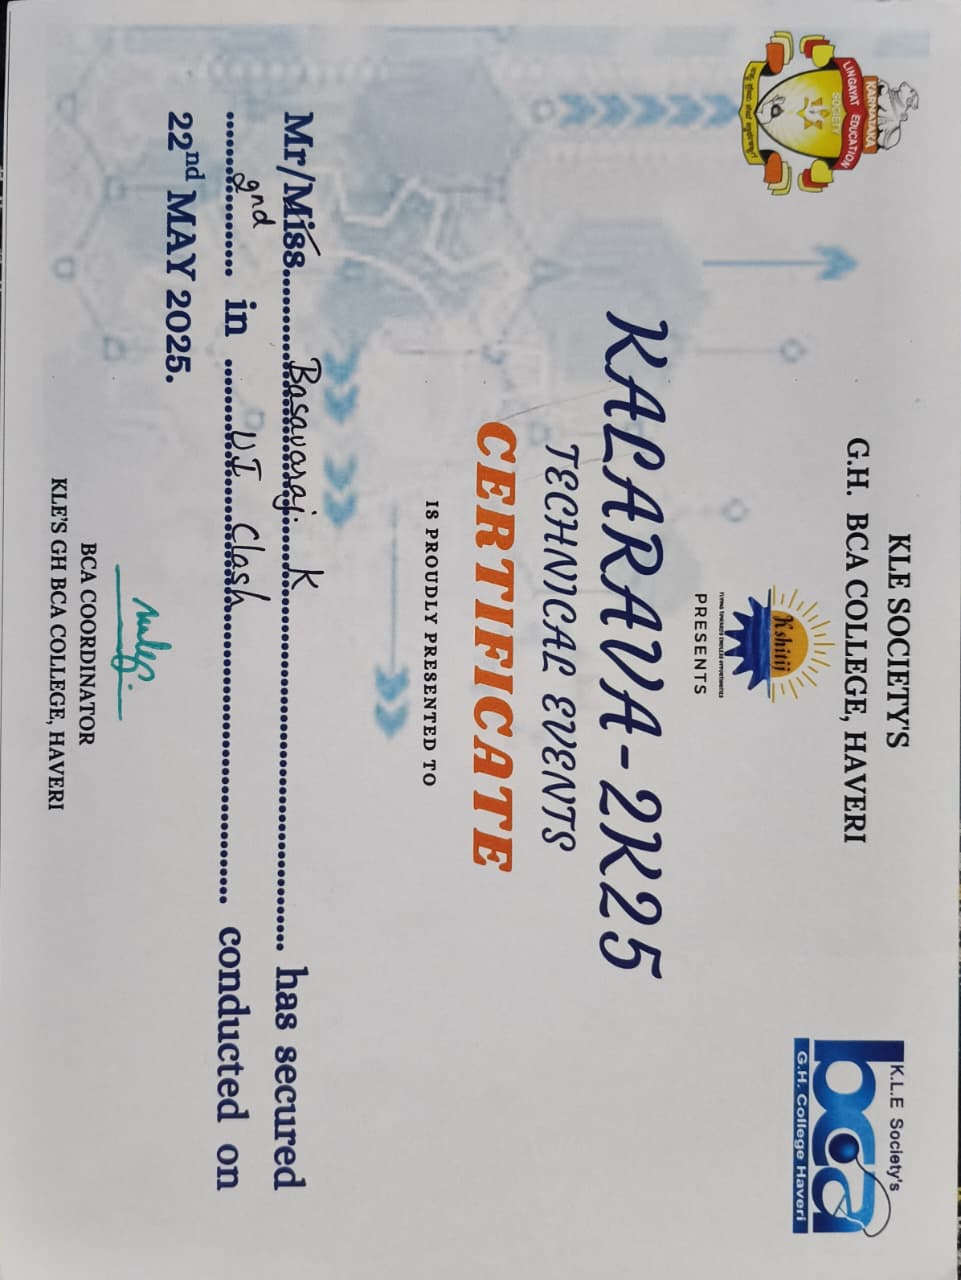 KLE SOCIETY'S
G.H. BCA COLLEGE, HAVERI
KARNATAKA
LINGAYAT EDUCATION
SOCIETY
K.L.E Society's
bca
G.H. College Haveri
Kshitij
PRESENTS
KALARAVA-2K25
TECHNICAL EVENTS
CERTIFICATE
IS PROUDLY PRESENTED TO
Mr/Miss.......Basavaraj. K....... has secured
.......2nd....... in .......UI Clash....... conducted on
22nd MAY 2025.
BCA COORDINATOR
KLE'S GH BCA COLLEGE, HAVERI